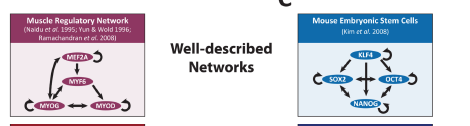 C
Muscle Regulatory Network
(Naidu et al. 1995; Yun & Wold 1996;
Ramachandran et al. 2008)
MEF2A
MYF6
MYOG
MYOD
Well-described
Networks
Mouse Embryonic Stem Cells
(Kim et al. 2008)
KLF4
SOX2
OCT4
NANOG